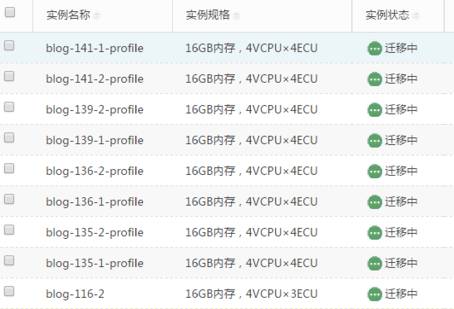 实例名称 实例规格 实例状态
blog-141-1-profile 16GB内存，4VCPU×4ECU 迁移中
blog-141-2-profile 16GB内存，4VCPU×4ECU 迁移中
blog-139-2-profile 16GB内存，4VCPU×4ECU 迁移中
blog-139-1-profile 16GB内存，4VCPU×4ECU 迁移中
blog-136-2-profile 16GB内存，4VCPU×4ECU 迁移中
blog-136-1-profile 16GB内存，4VCPU×4ECU 迁移中
blog-135-2-profile 16GB内存，4VCPU×4ECU 迁移中
blog-135-1-profile 16GB内存，4VCPU×4ECU 迁移中
blog-116-2 16GB内存，4VCPU×3ECU 迁移中